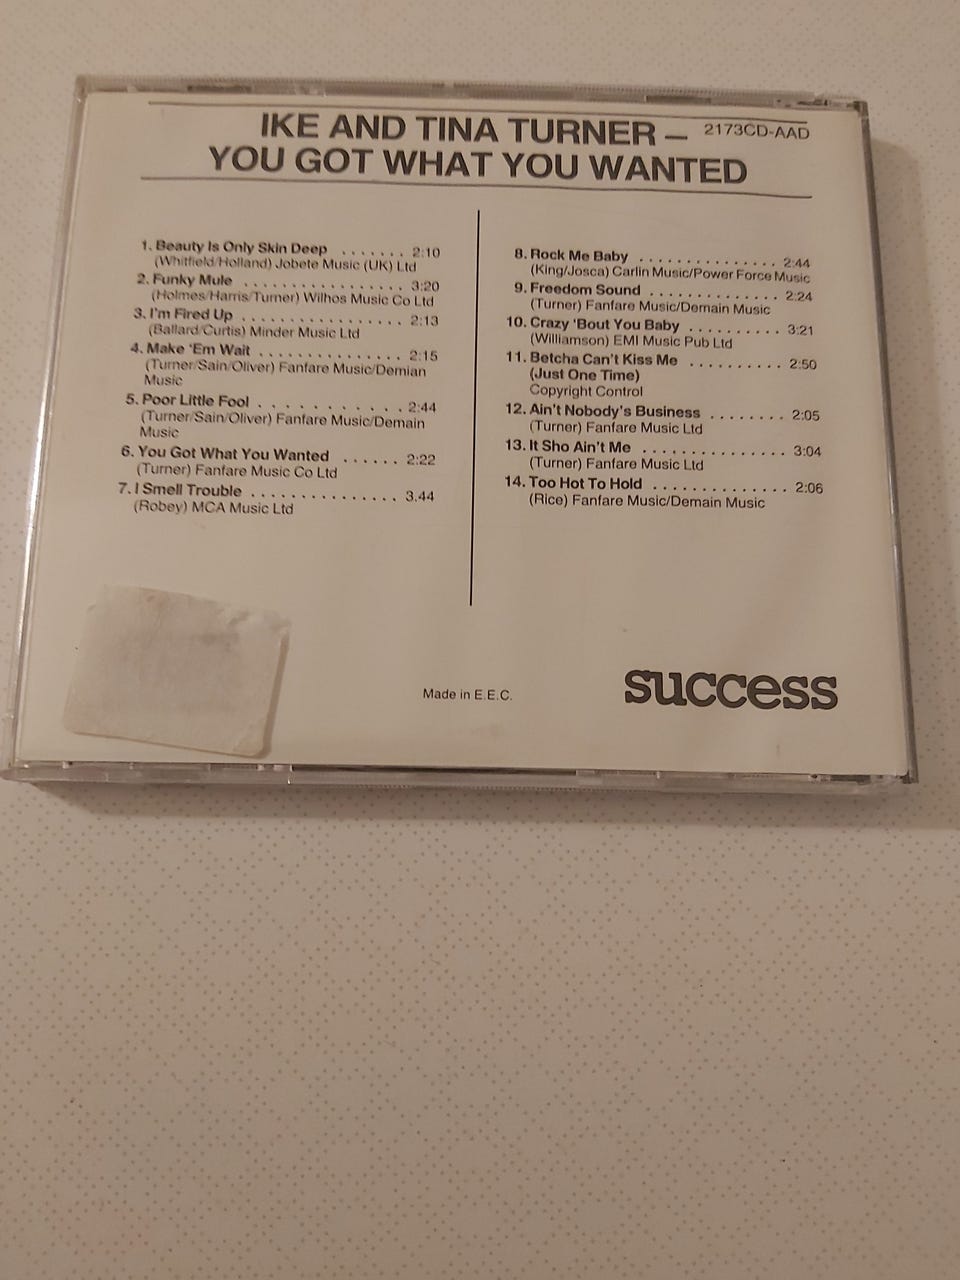 IKE AND TINA TURNER – 2173CD-AAD
YOU GOT WHAT YOU WANTED
1. Beauty Is Only Skin Deep ....... 2:10
(Whitfield/Holland) Jobete Music (UK) Ltd
2. Funky Mule ................. 3:20
(Holmes/Harris/Turner) Wilhos Music Co Ltd
3. I'm Fired Up ................. 2:13
(Ballard/Curtis) Minder Music Ltd
4. Make 'Em Wait ............... 2:15
(Turner/Sain/Oliver) Fanfare Music/Demian
Music
5. Poor Little Fool ............. 2:44
(Turner/Sain/Oliver) Fanfare Music/Demain
Music
6. You Got What You Wanted ...... 2:22
(Turner) Fanfare Music Co Ltd
7. I Smell Trouble ............... 3.44
(Robey) MCA Music Ltd
8. Rock Me Baby ............... 2:44
(King/Josca) Carlin Music/Power Force Music
9. Freedom Sound .............. 2:24
(Turner) Fanfare Music/Demain Music
10. Crazy 'Bout You Baby .......... 3:21
(Williamson) EMI Music Pub Ltd
11. Betcha Can't Kiss Me .......... 2:50
(Just One Time)
Copyright Control
12. Ain't Nobody's Business ........ 2:05
(Turner) Fanfare Music Ltd
13. It Sho Ain't Me ............... 3:04
(Turner) Fanfare Music Ltd
14. Too Hot To Hold .............. 2:06
(Rice) Fanfare Music/Demain Music
Made in E.E.C.
success